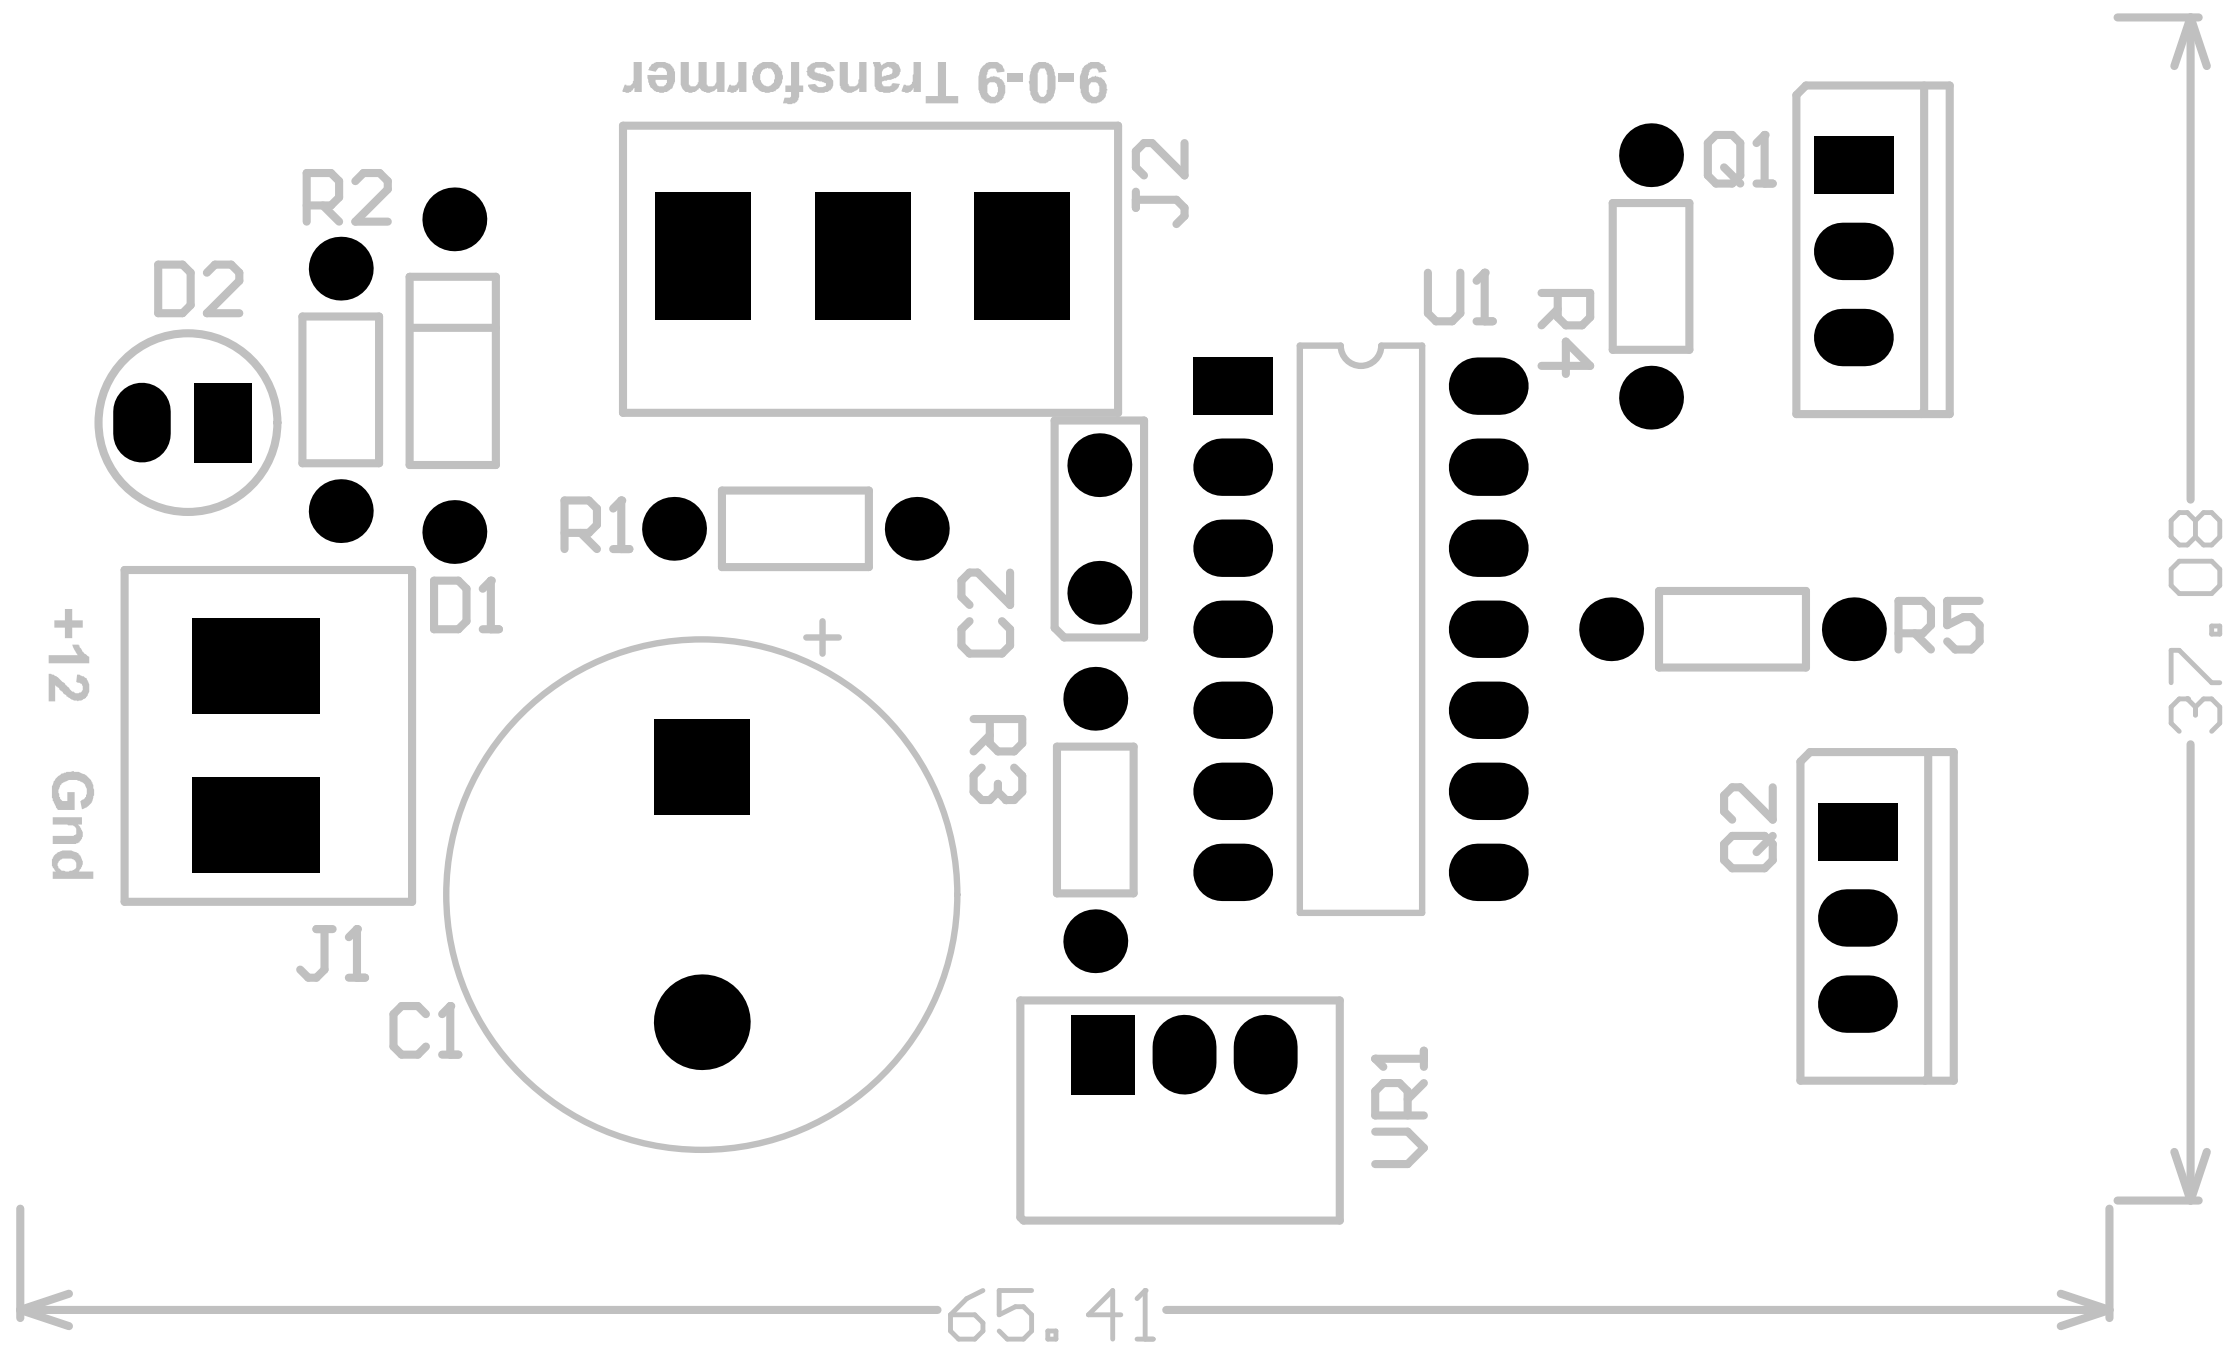 9-0-9 Transformer
J2
Q1
R2
D2
U1
R4
R1
C2
D1
+12
Gnd
+
R3
R5
37.80
Q2
J1
C1
VR1
65.41